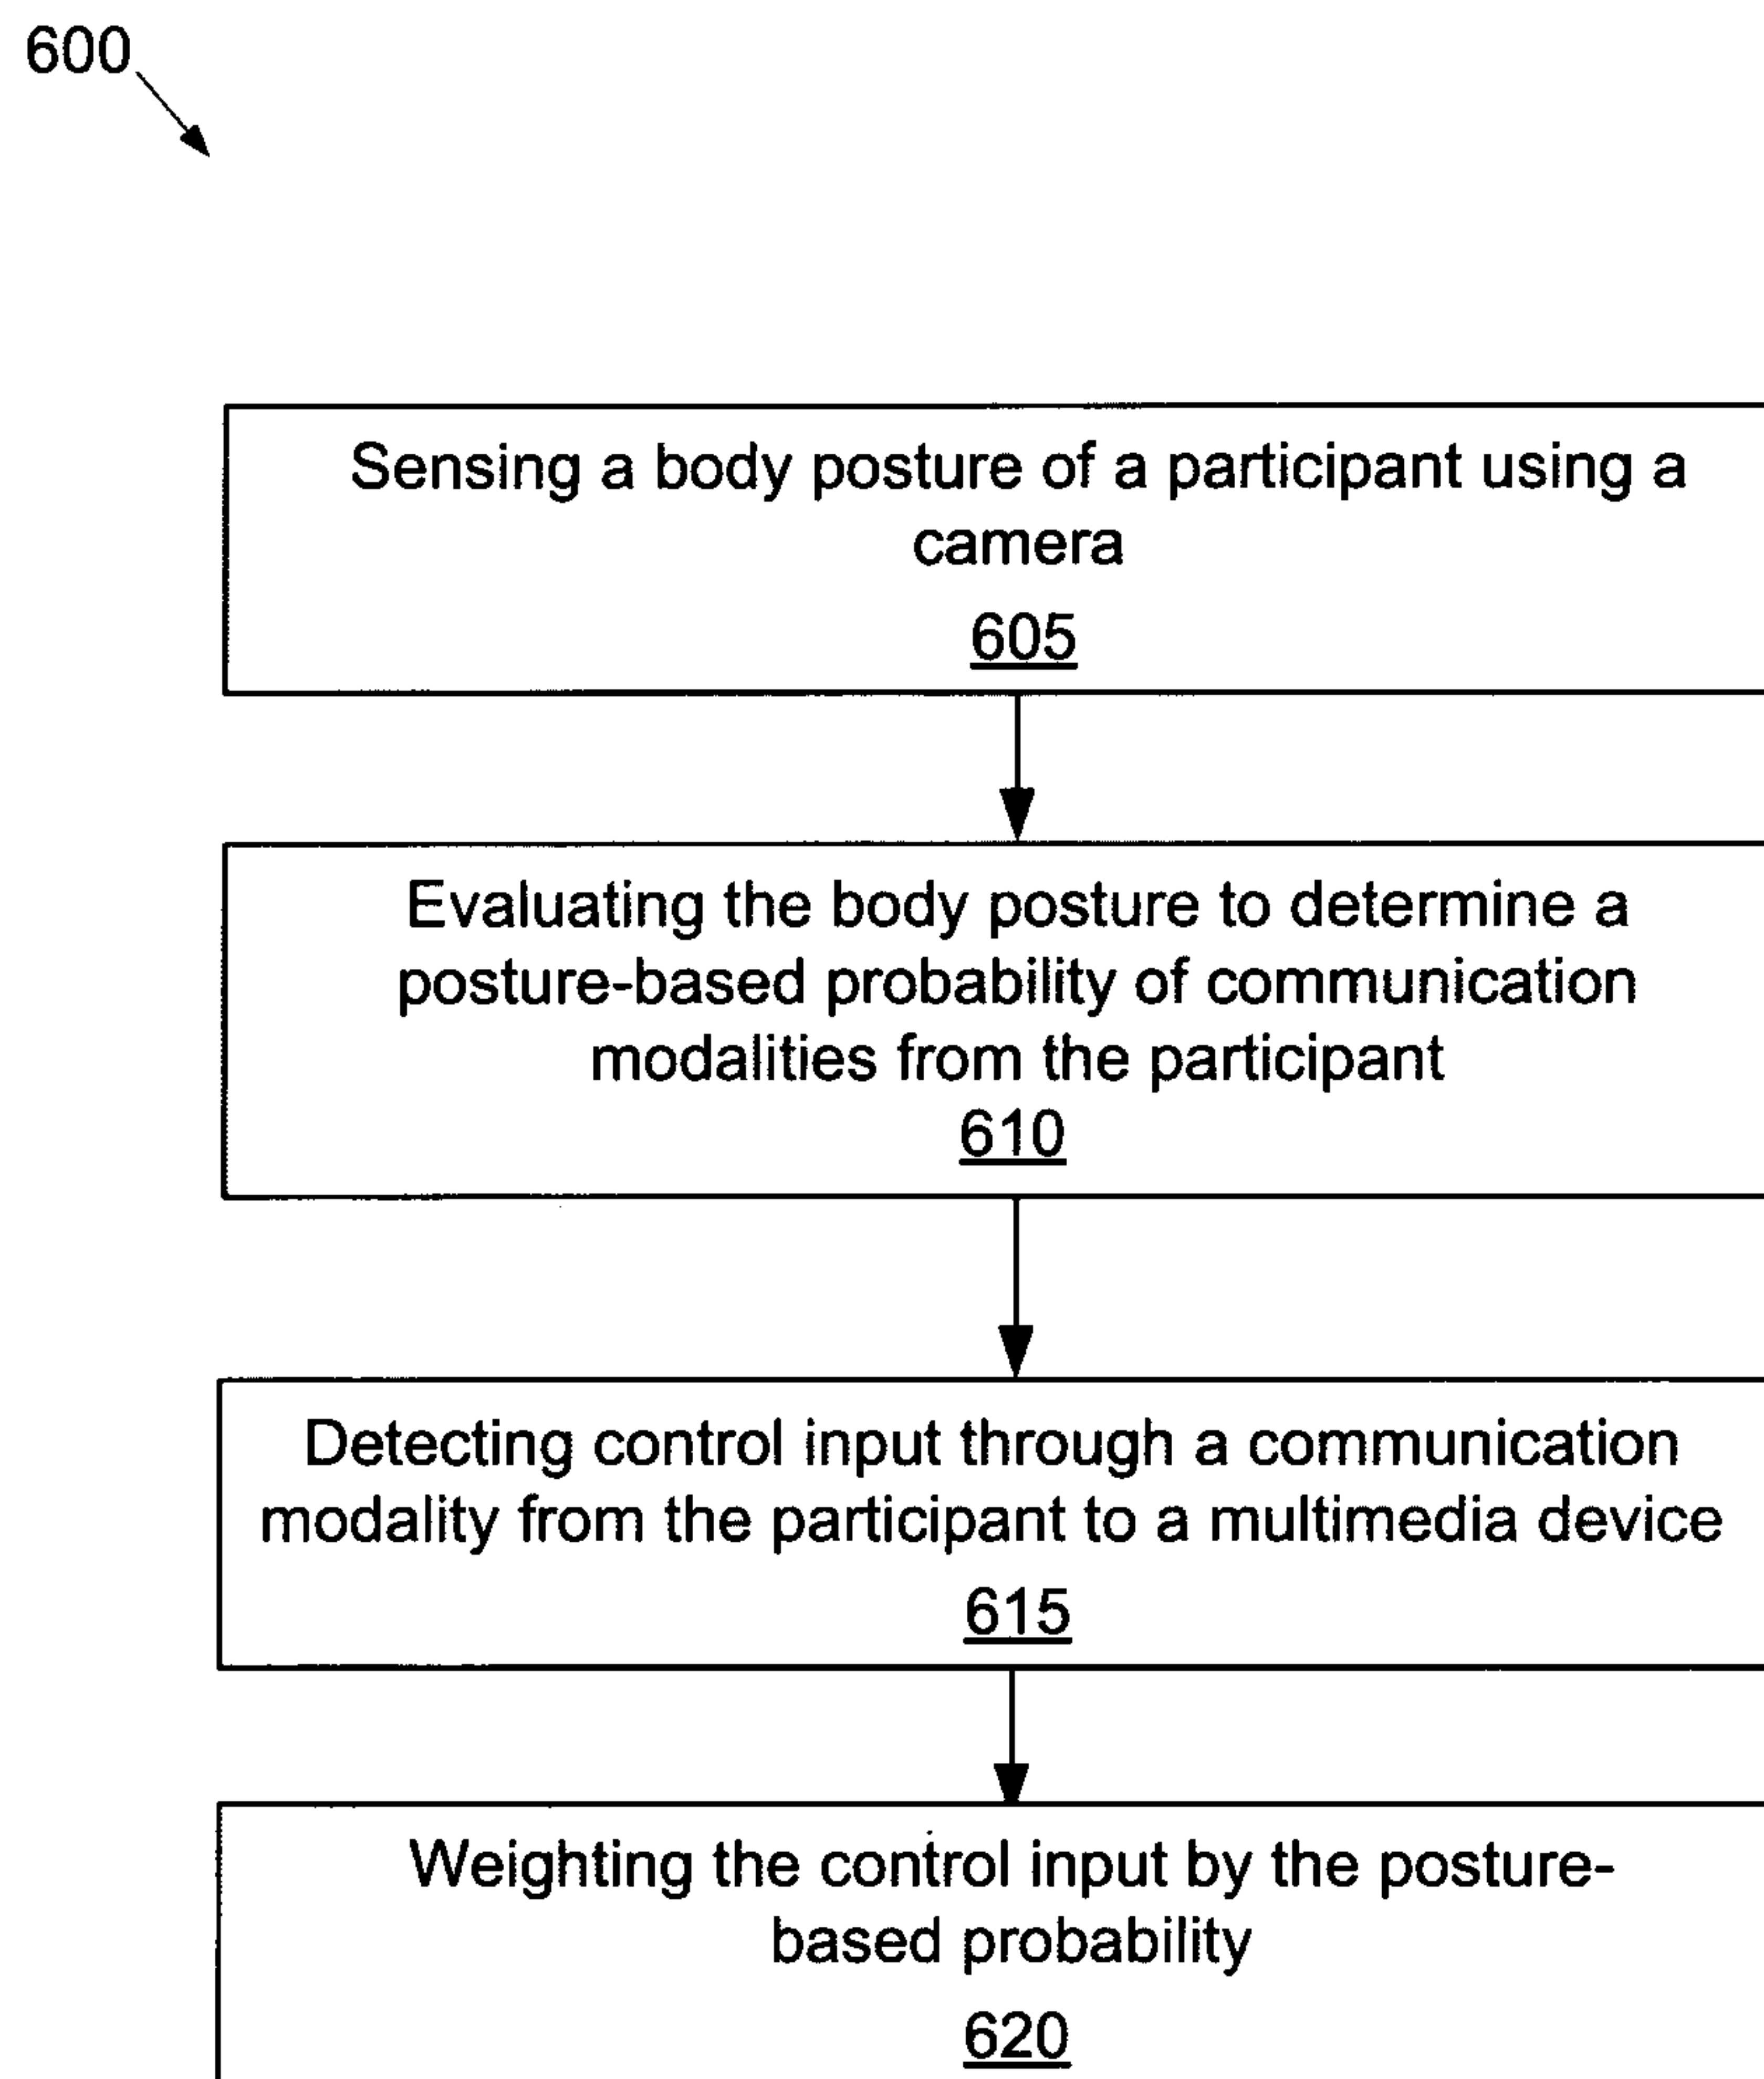 600
Sensing a body posture of a participant using a
camera
605
Evaluating the body posture to determine a
posture-based probability of communication
modalities from the participant
610
Detecting control input through a communication
modality from the participant to a multimedia device
615
Weighting the control input by the posture-
based probability
620